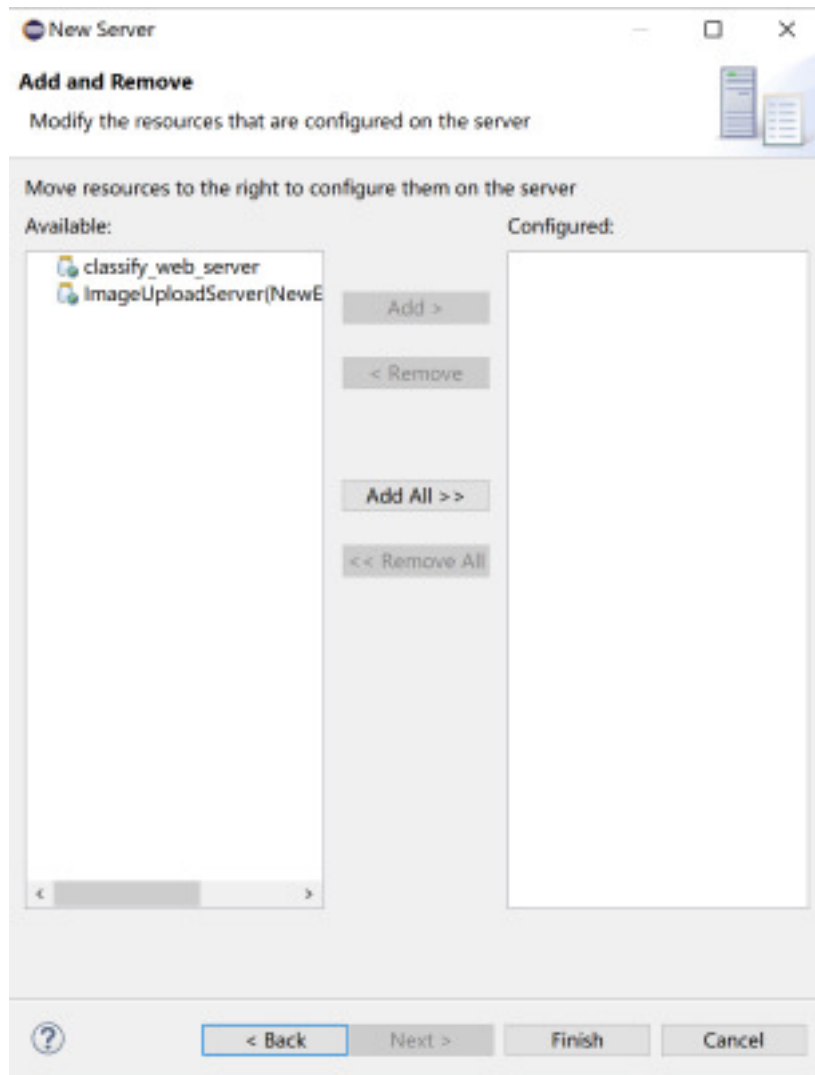 New Server
Add and Remove
Modify the resources that are configured on the server
Move resources to the right to configure them on the server
Available:
Configured:
classify_web_server
ImageUploadServer(NewE
Add >
< Remove
Add All >>
<< Remove All
?
< Back
Next >
Finish
Cancel